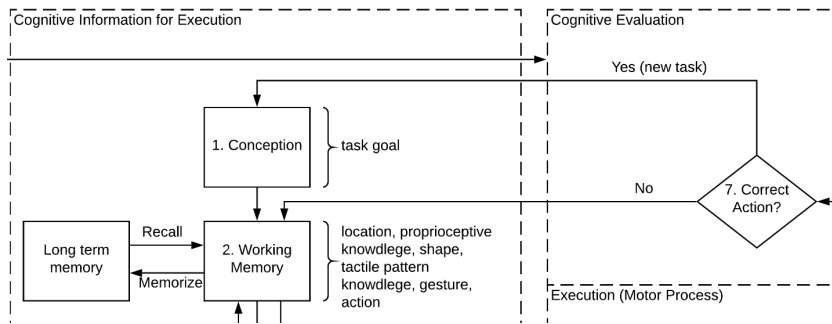 Cognitive Information for Execution
Cognitive Evaluation
Yes (new task)
1. Conception
task goal
No
7. Correct
Action?
Long term
memory
Recall
Memorize
2. Working
Memory
location, proprioceptive
knowdlege, shape,
tactile pattern
knowlege, gesture,
action
Execution (Motor Process)